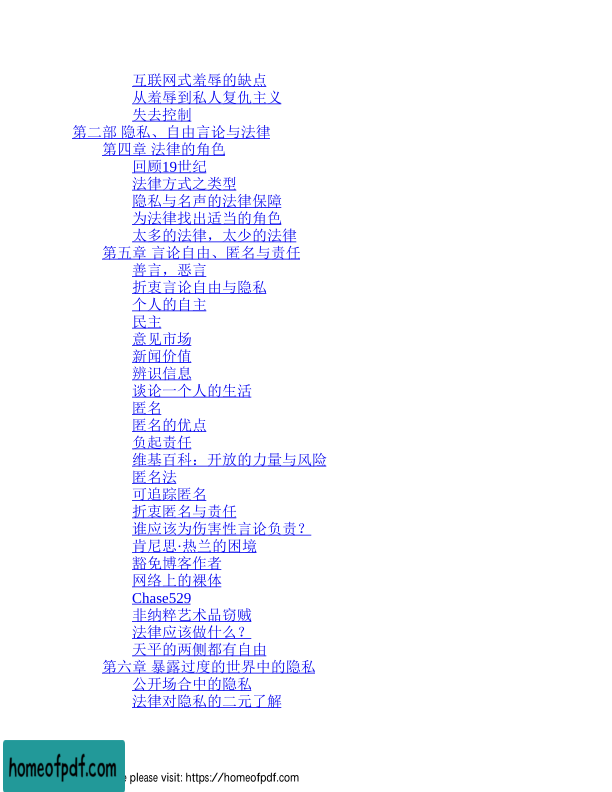 互联网式羞辱的缺点
从羞辱到私人复仇主义
失去控制
第二部 隐私、自由言论与法律
第四章 法律的角色
回顾19世纪
法律方式之类型
隐私与名声的法律保障
为法律找出适当的角色
太多的法律，太少的法律
第五章 言论自由、匿名与责任
善言，恶言
折衷言论自由与隐私
个人的自主
民主
意见市场
新闻价值
辨识信息
谈论一个人的生活
匿名
匿名的优点
负起责任
维基百科：开放的力量与风险
匿名法
可追踪匿名
折衷匿名与责任
谁应该为伤害性言论负责？
肯尼思·热兰的困境
豁免博客作者
网络上的裸体
Chase529
非纳粹艺术品窃贼
法律应该做什么？
天平的两侧都有自由
第六章 暴露过度的世界中的隐私
公开场合中的隐私
法律对隐私的二元了解
homeofpdf.com
e please visit: https://homeofpdf.com